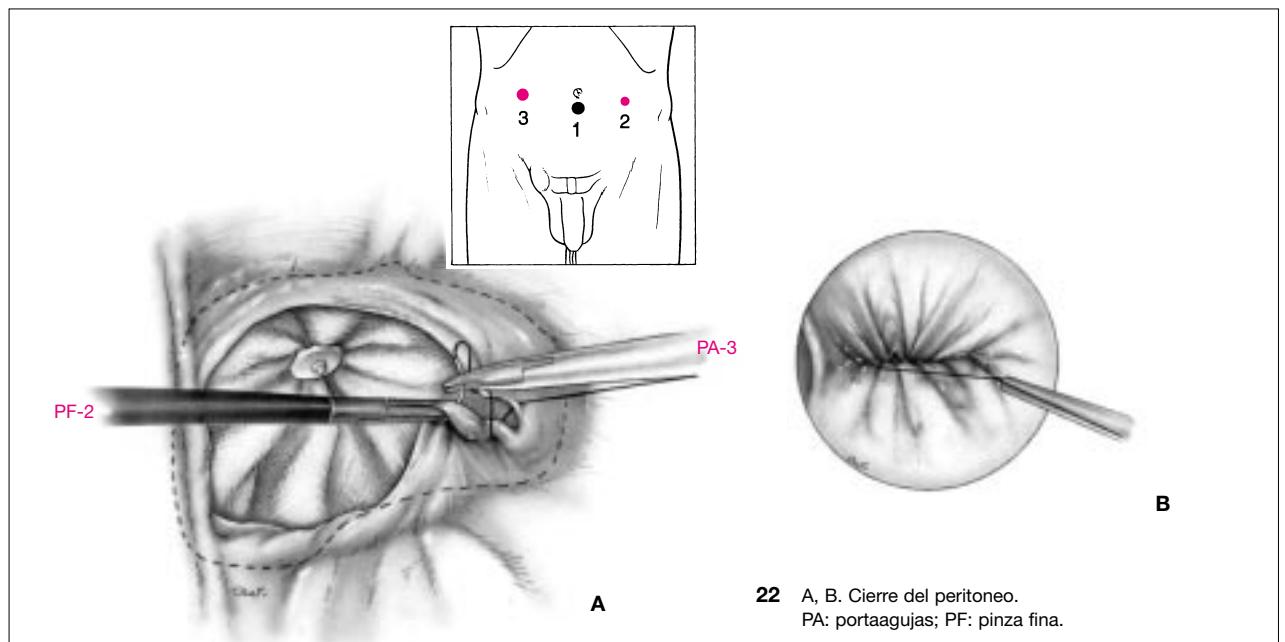 3
1
2
PA-3
PF-2
B
A
22 A, B. Cierre del peritoneo.
PA: portaagujas; PF: pinza fina.